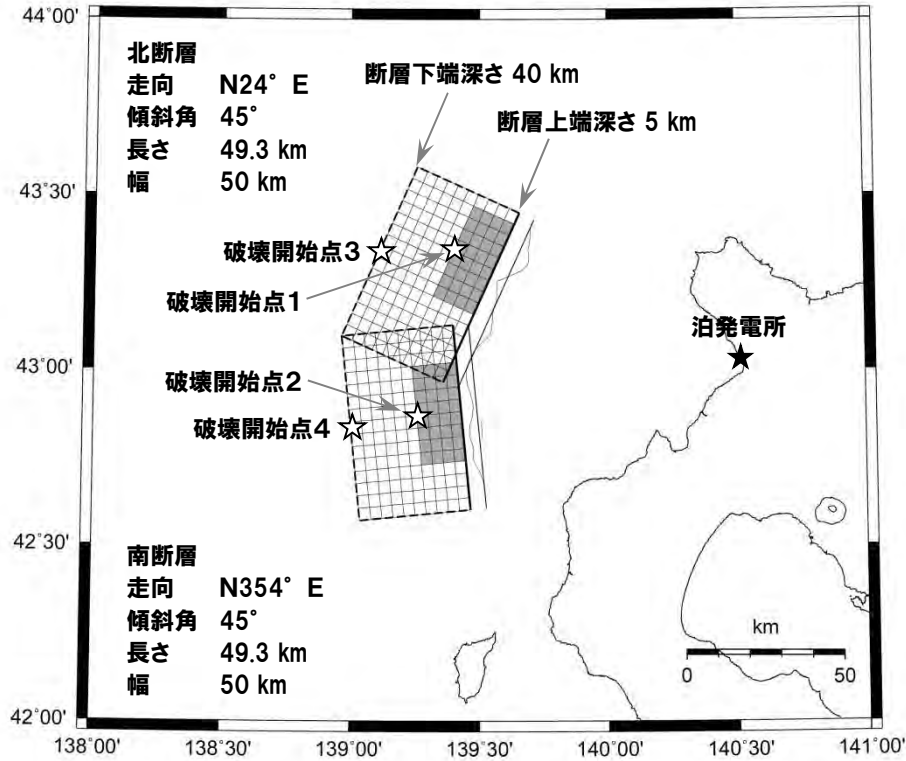 44°00'
北断層
走向 N24° E
傾斜角 45°
長さ 49.3 km
幅 50 km
断層下端深さ 40 km
断層上端深さ 5 km
43°30'
破壊開始点3
破壊開始点1
泊発電所
43°00'
破壊開始点2
破壊開始点4
42°30'
南断層
走向 N354° E
傾斜角 45°
長さ 49.3 km
幅 50 km
km
0 50
42°00'
138°00' 138°30' 139°00' 139°30' 140°00' 140°30' 141°00'